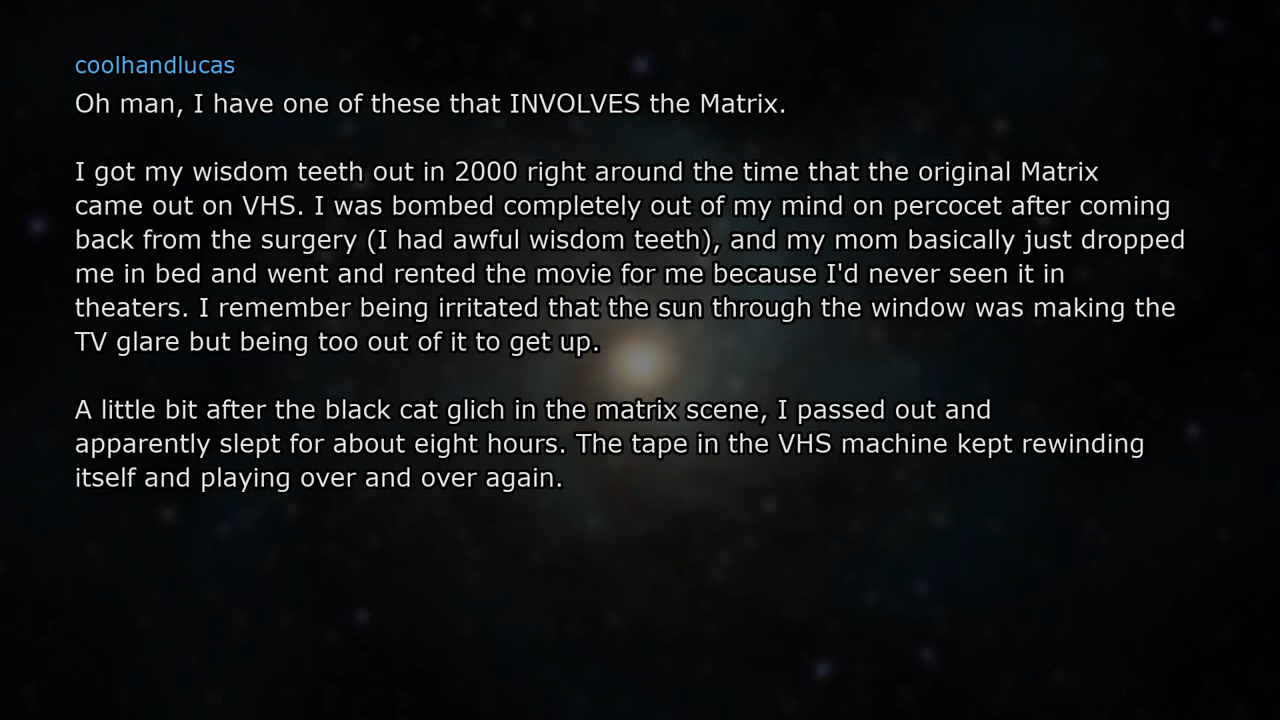 coolhandlucas
Oh man, I have one of these that INVOLVES the Matrix.
I got my wisdom teeth out in 2000 right around the time that the original Matrix
came out on VHS. I was bombed completely out of my mind on percocet after coming
back from the surgery (I had awful wisdom teeth), and my mom basically just dropped
me in bed and went and rented the movie for me because I'd never seen it in
theaters. I remember being irritated that the sun through the window was making the
TV glare but being too out of it to get up.
A little bit after the black cat glich in the matrix scene, I passed out and
apparently slept for about eight hours. The tape in the VHS machine kept rewinding
itself and playing over and over again.